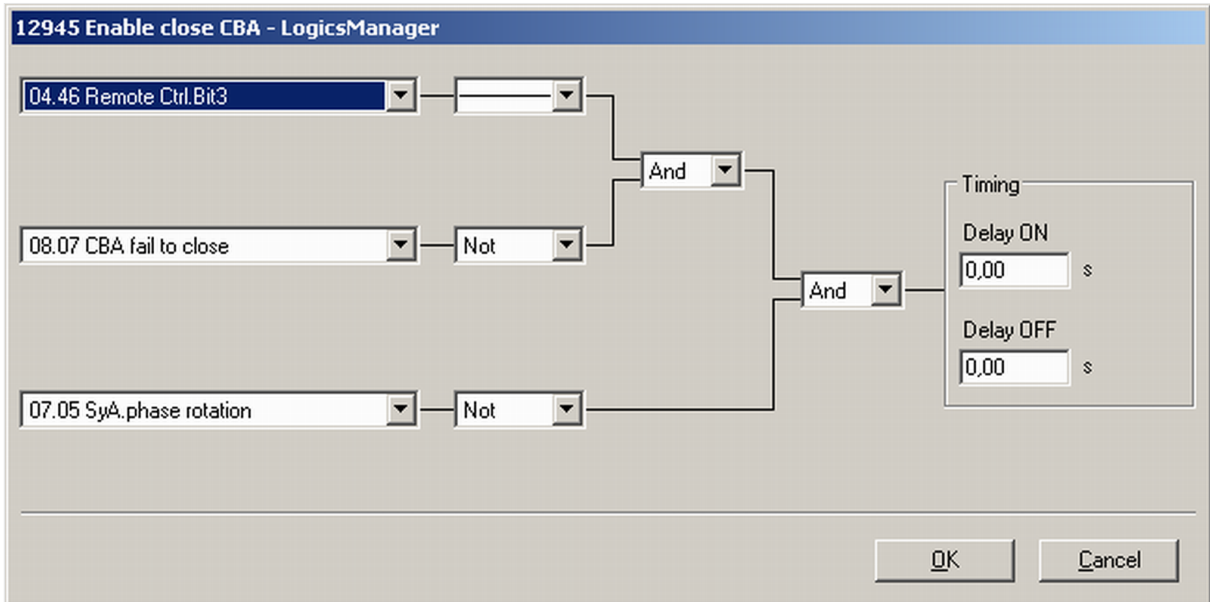 12945 Enable close CBA - LogicsManager
04.46 Remote Ctrl.Bit3
And
Timing
08.07 CBA fail to close
Not
Delay ON
0,00 s
And
Delay OFF
0,00 s
07.05 SyA.phase rotation
Not
OK
Cancel